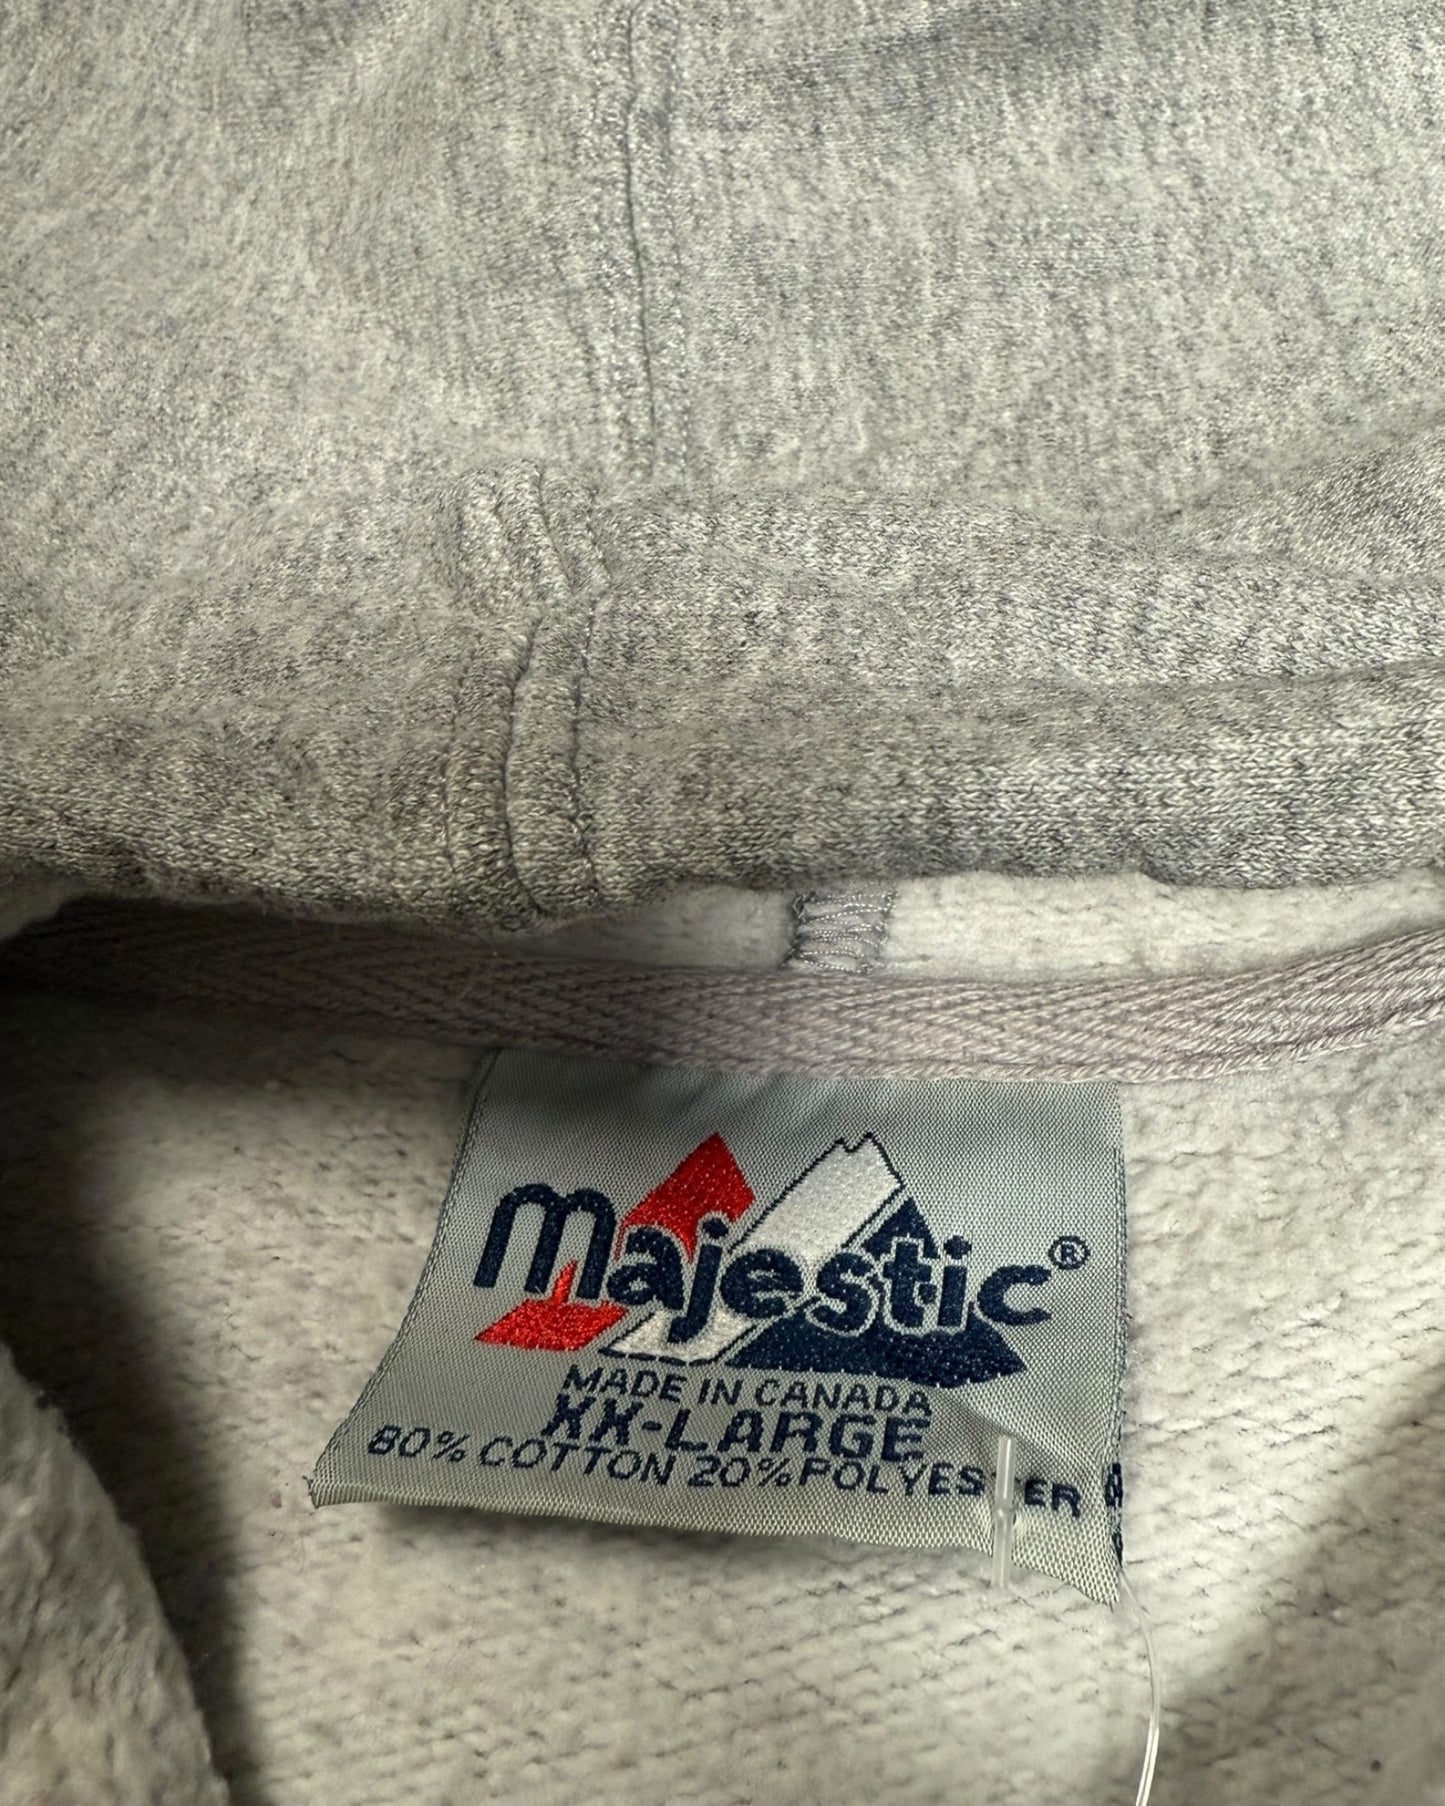 majestic®
MADE IN CANADA
XX-LARGE
80% COTTON 20% POLYESTER